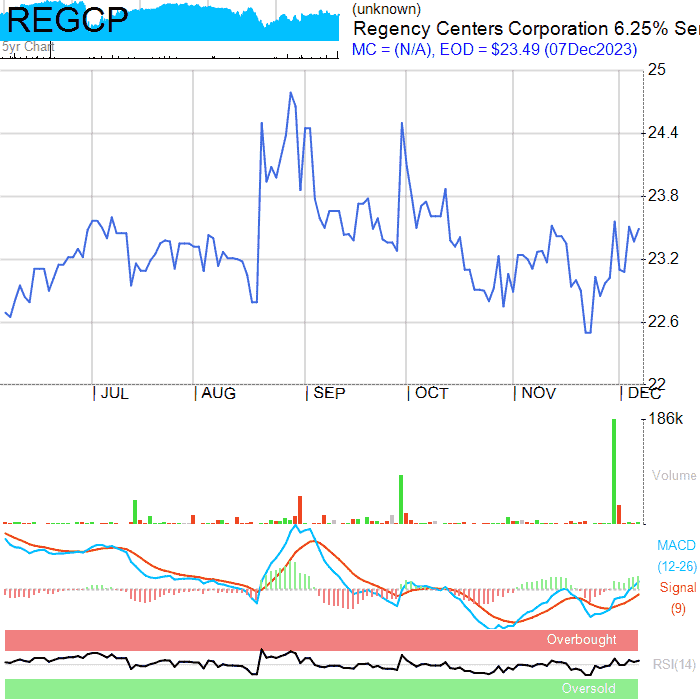 REGCP
(unknown)
Regency Centers Corporation 6.25% Ser
MC = (N/A), EOD = $23.49 (07Dec2023)
5yr Chart
25
24.4
23.8
23.2
22.6
22
JUL
AUG
SEP
OCT
NOV
DEC
186k
Volume
MACD
(12-26)
Signal
(9)
Overbought
RSI(14)
Oversold